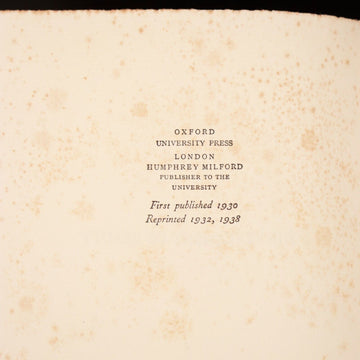 OXFORD
UNIVERSITY PRESS
LONDON
HUMPHREY MILFORD
PUBLISHER TO THE
UNIVERSITY
First published 1930
Reprinted 1932, 1938